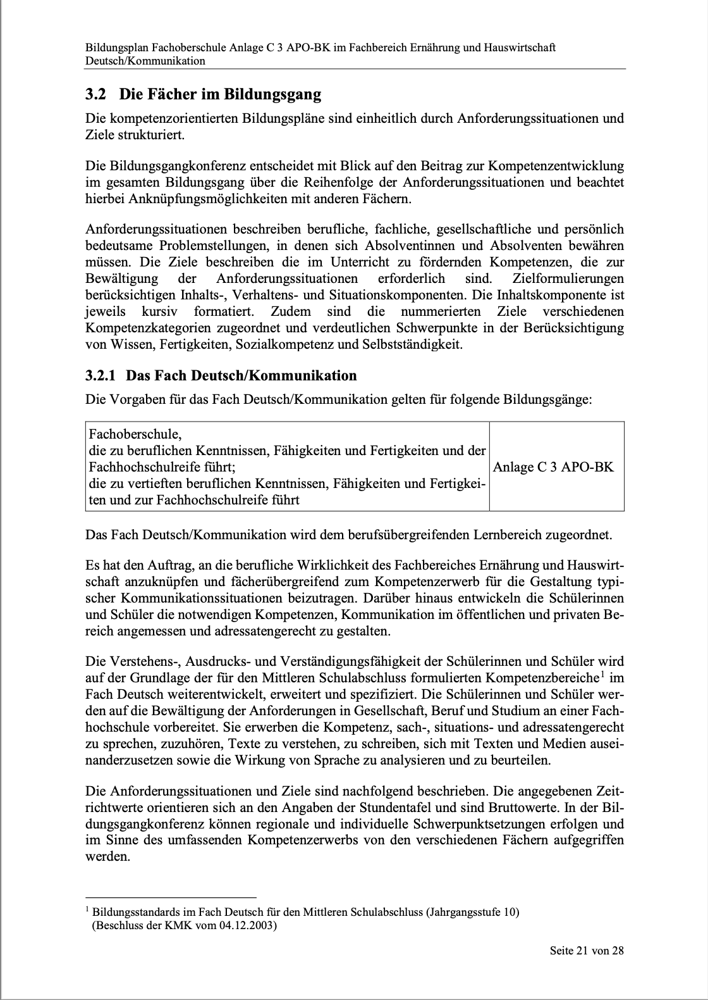 Bildungsplan Fachoberschule Anlage C 3 APO-BK im Fachbereich Ernährung und Hauswirtschaft
Deutsch/Kommunikation
3.2 Die Fächer im Bildungsgang
Die kompetenzorientierten Bildungspläne sind einheitlich durch Anforderungssituationen und
Ziele strukturiert.
Die Bildungsgangkonferenz entscheidet mit Blick auf den Beitrag zur Kompetenzentwicklung
im gesamten Bildungsgang über die Reihenfolge der Anforderungssituationen und beachtet
hierbei Anknüpfungsmöglichkeiten mit anderen Fächern.
Anforderungssituationen beschreiben berufliche, fachliche, gesellschaftliche und persönlich
bedeutsame Problemstellungen, in denen sich Absolventinnen und Absolventen bewähren
müssen. Die Ziele beschreiben die im Unterricht zu fördernden Kompetenzen, die zur
Bewältigung der Anforderungssituationen erforderlich sind. Zielformulierungen
berücksichtigen Inhalts-, Verhaltens- und Situationskomponenten. Die Inhaltskomponente ist
jeweils kursiv formatiert. Zudem sind die nummerierten Ziele verschiedenen
Kompetenzkategorien zugeordnet und verdeutlichen Schwerpunkte in der Berücksichtigung
von Wissen, Fertigkeiten, Sozialkompetenz und Selbstständigkeit.
3.2.1 Das Fach Deutsch/Kommunikation
Die Vorgaben für das Fach Deutsch/Kommunikation gelten für folgende Bildungsgänge:
Fachoberschule,
die zu beruflichen Kenntnissen, Fähigkeiten und Fertigkeiten und der
Fachhochschulreife führt;
die zu vertieften beruflichen Kenntnissen, Fähigkeiten und Fertigkei-
ten und zur Fachhochschulreife führt
Anlage C 3 APO-BK
Das Fach Deutsch/Kommunikation wird dem berufsübergreifenden Lernbereich zugeordnet.
Es hat den Auftrag, an die berufliche Wirklichkeit des Fachbereiches Ernährung und Hauswirt-
schaft anzuknüpfen und fächerübergreifend zum Kompetenzerwerb für die Gestaltung typi-
scher Kommunikationssituationen beizutragen. Darüber hinaus entwickeln die Schülerinnen
und Schüler die notwendigen Kompetenzen, Kommunikation im öffentlichen und privaten Be-
reich angemessen und adressatengerecht zu gestalten.
Die Verstehens-, Ausdrucks- und Verständigungsfähigkeit der Schülerinnen und Schüler wird
auf der Grundlage der für den Mittleren Schulabschluss formulierten Kompetenzbereiche¹ im
Fach Deutsch weiterentwickelt, erweitert und spezifiziert. Die Schülerinnen und Schüler wer-
den auf die Bewältigung der Anforderungen in Gesellschaft, Beruf und Studium an einer Fach-
hochschule vorbereitet. Sie erwerben die Kompetenz, sach-, situations- und adressatengerecht
zu sprechen, zuzuhören, Texte zu verstehen, zu schreiben, sich mit Texten und Medien ausei-
nanderzusetzen sowie die Wirkung von Sprache zu analysieren und zu beurteilen.
Die Anforderungssituationen und Ziele sind nachfolgend beschrieben. Die angegebenen Zeit-
richtwerte orientieren sich an den Angaben der Stundentafel und sind Bruttowerte. In der Bil-
dungsgangkonferenz können regionale und individuelle Schwerpunktsetzungen erfolgen und
im Sinne des umfassenden Kompetenzerwerbs von den verschiedenen Fächern aufgegriffen
werden.
¹ Bildungsstandards im Fach Deutsch für den Mittleren Schulabschluss (Jahrgangsstufe 10)
(Beschluss der KMK vom 04.12.2003)
Seite 21 von 28